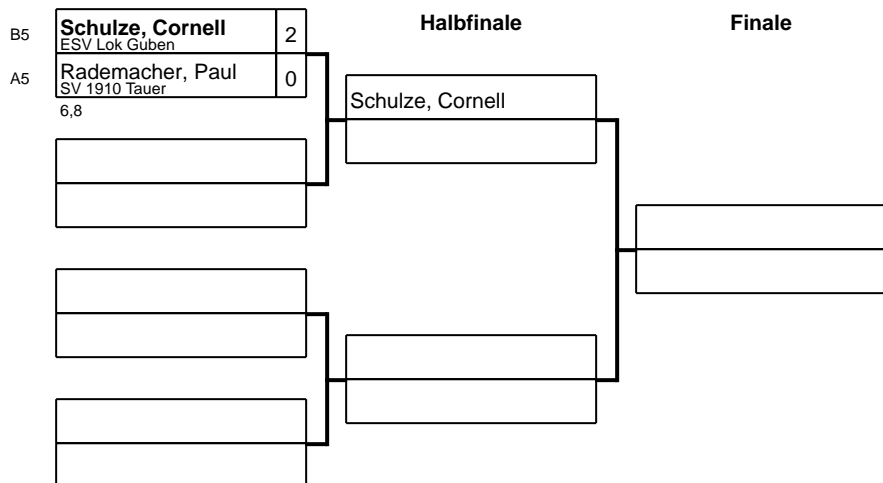 Halbfinale
Finale
B5
Schulze, Cornell
2
ESV Lok Guben
A5
Rademacher, Paul
0
SV 1910 Tauer
6,8
Schulze, Cornell